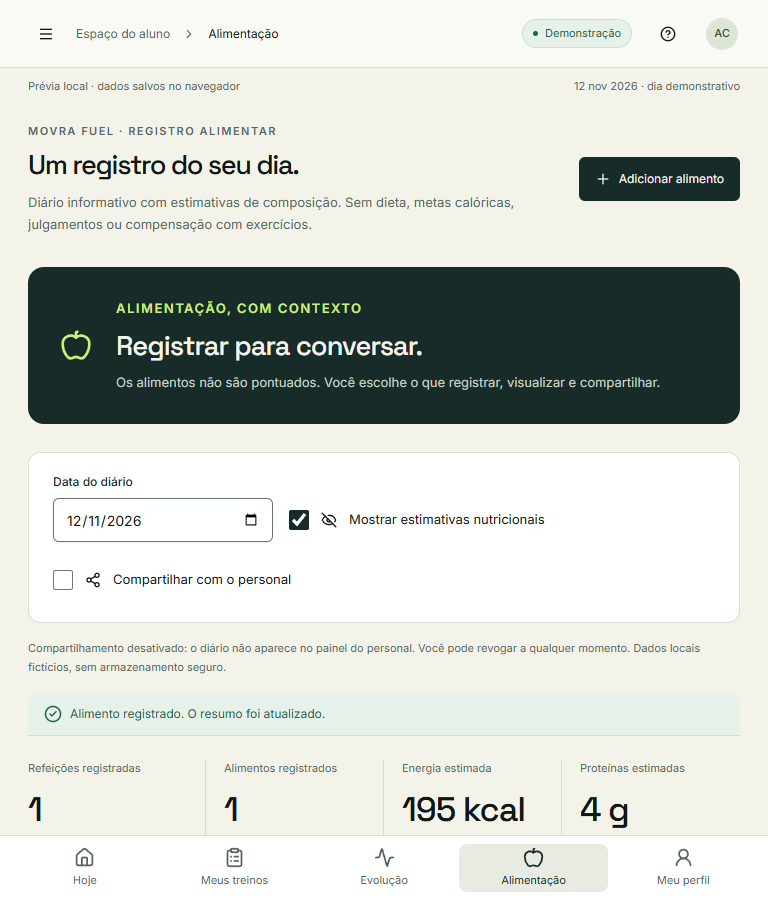 Espaço do aluno > Alimentação
Demonstração
AC
Prévia local · dados salvos no navegador
12 nov 2026 · dia demonstrativo
MOVRA FUEL · REGISTRO ALIMENTAR
Um registro do seu dia.
Diário informativo com estimativas de composição. Sem dieta, metas calóricas,
julgamentos ou compensação com exercícios.
Adicionar alimento
ALIMENTAÇÃO, COM CONTEXTO
Registrar para conversar.
Os alimentos não são pontuados. Você escolhe o que registrar, visualizar e compartilhar.
Data do diário
12/11/2026
Mostrar estimativas nutricionais
Compartilhar com o personal
Compartilhamento desativado: o diário não aparece no painel do personal. Você pode revogar a qualquer momento. Dados locais
fictícios, sem armazenamento seguro.
Alimento registrado. O resumo foi atualizado.
Refeições registradas
1
Alimentos registrados
1
Energia estimada
195 kcal
Proteínas estimadas
4 g
Hoje
Meus treinos
Evolução
Alimentação
Meu perfil